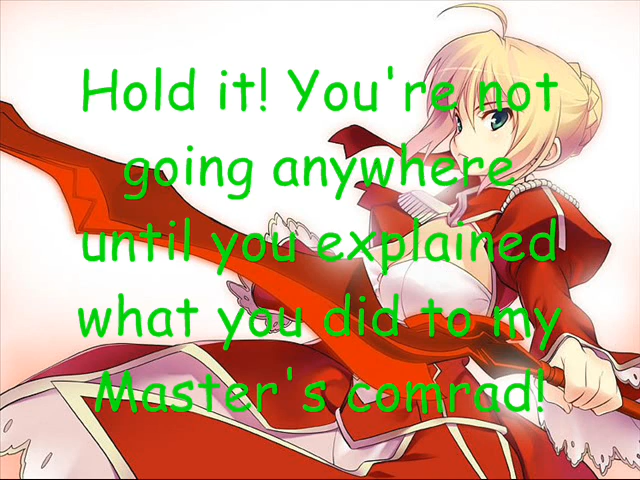 Hold it! You're not
going anywhere
until you explained
what you did to my
Master's comrad!